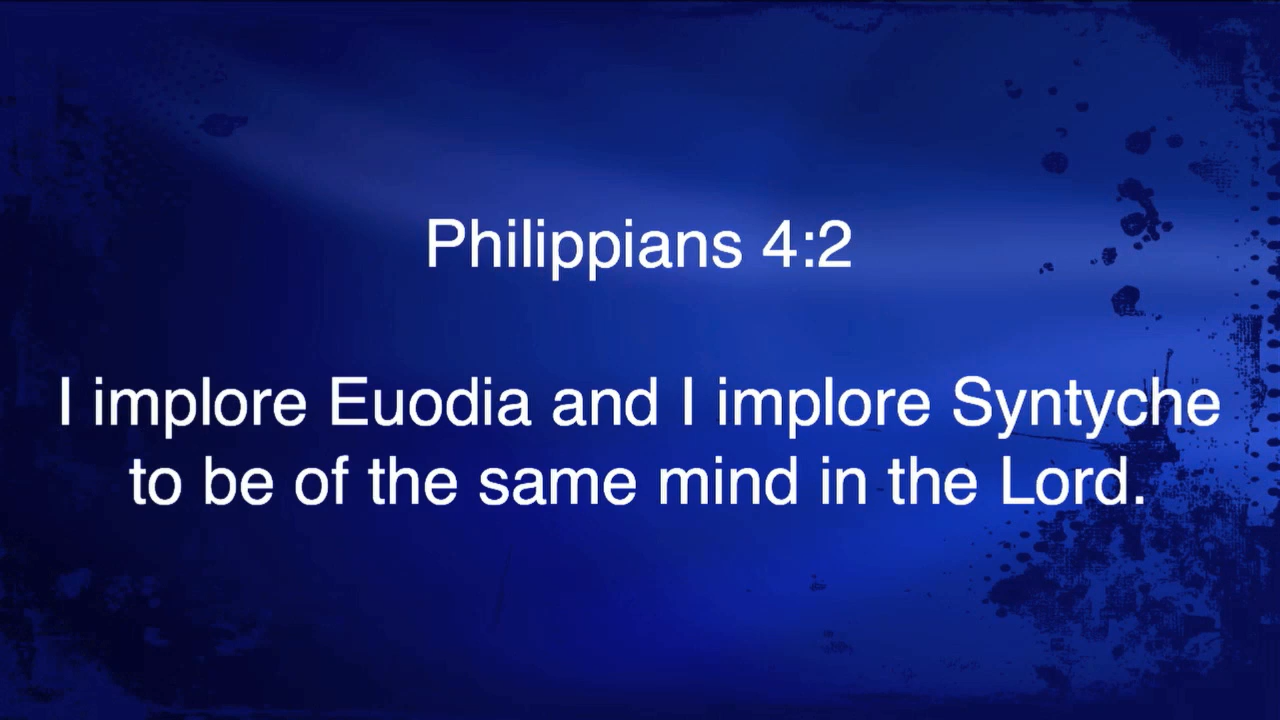 Philippians 4:2
I implore Euodia and I implore Syntyche
to be of the same mind in the Lord.